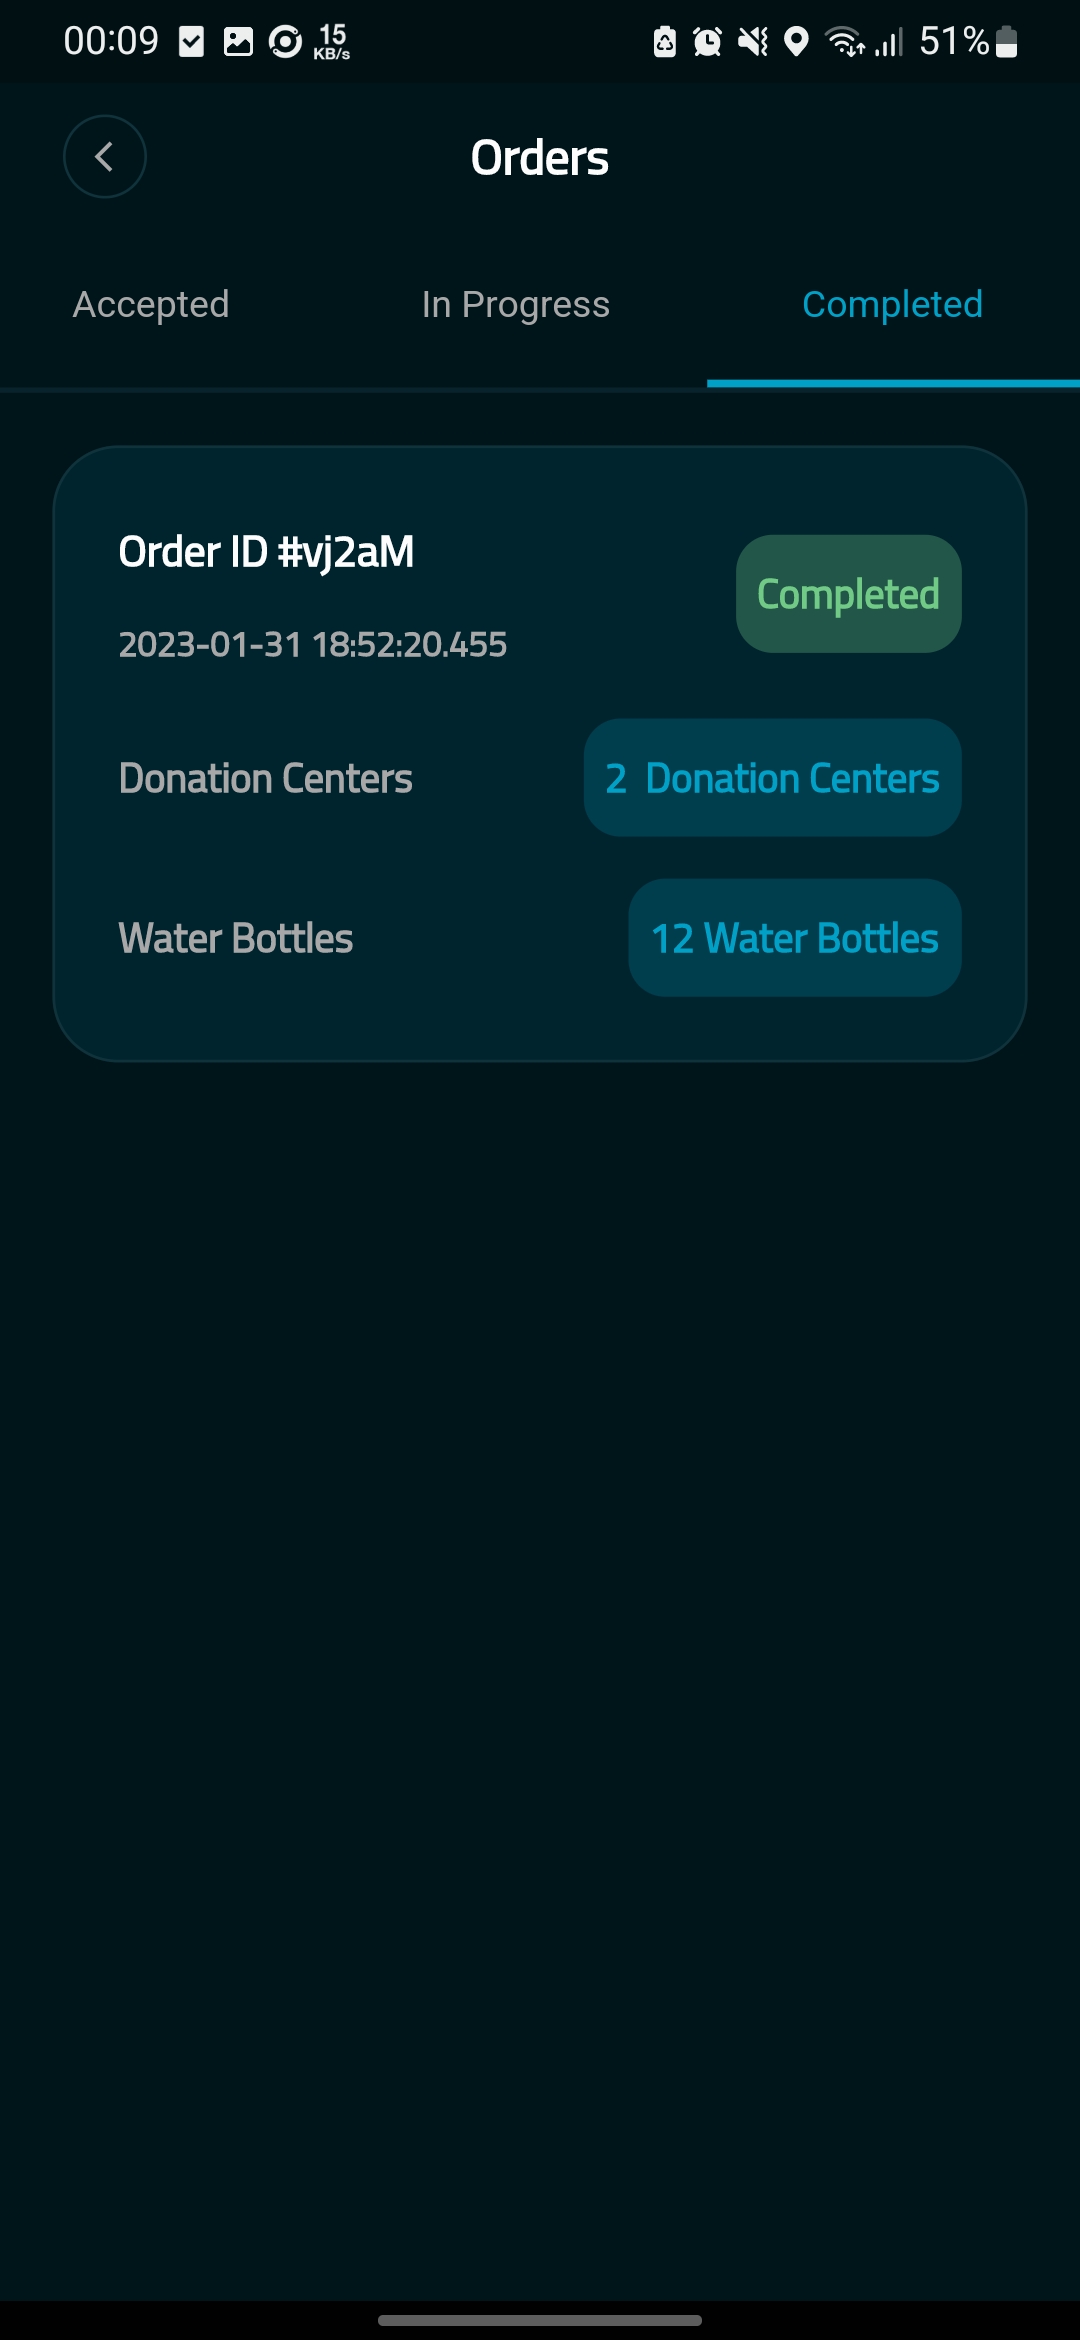 00:09 15 KB/s 51%
Orders
Accepted In Progress Completed
Order ID #vj2aM
Completed
2023-01-31 18:52:20.455
Donation Centers 2  Donation Centers
Water Bottles 12 Water Bottles